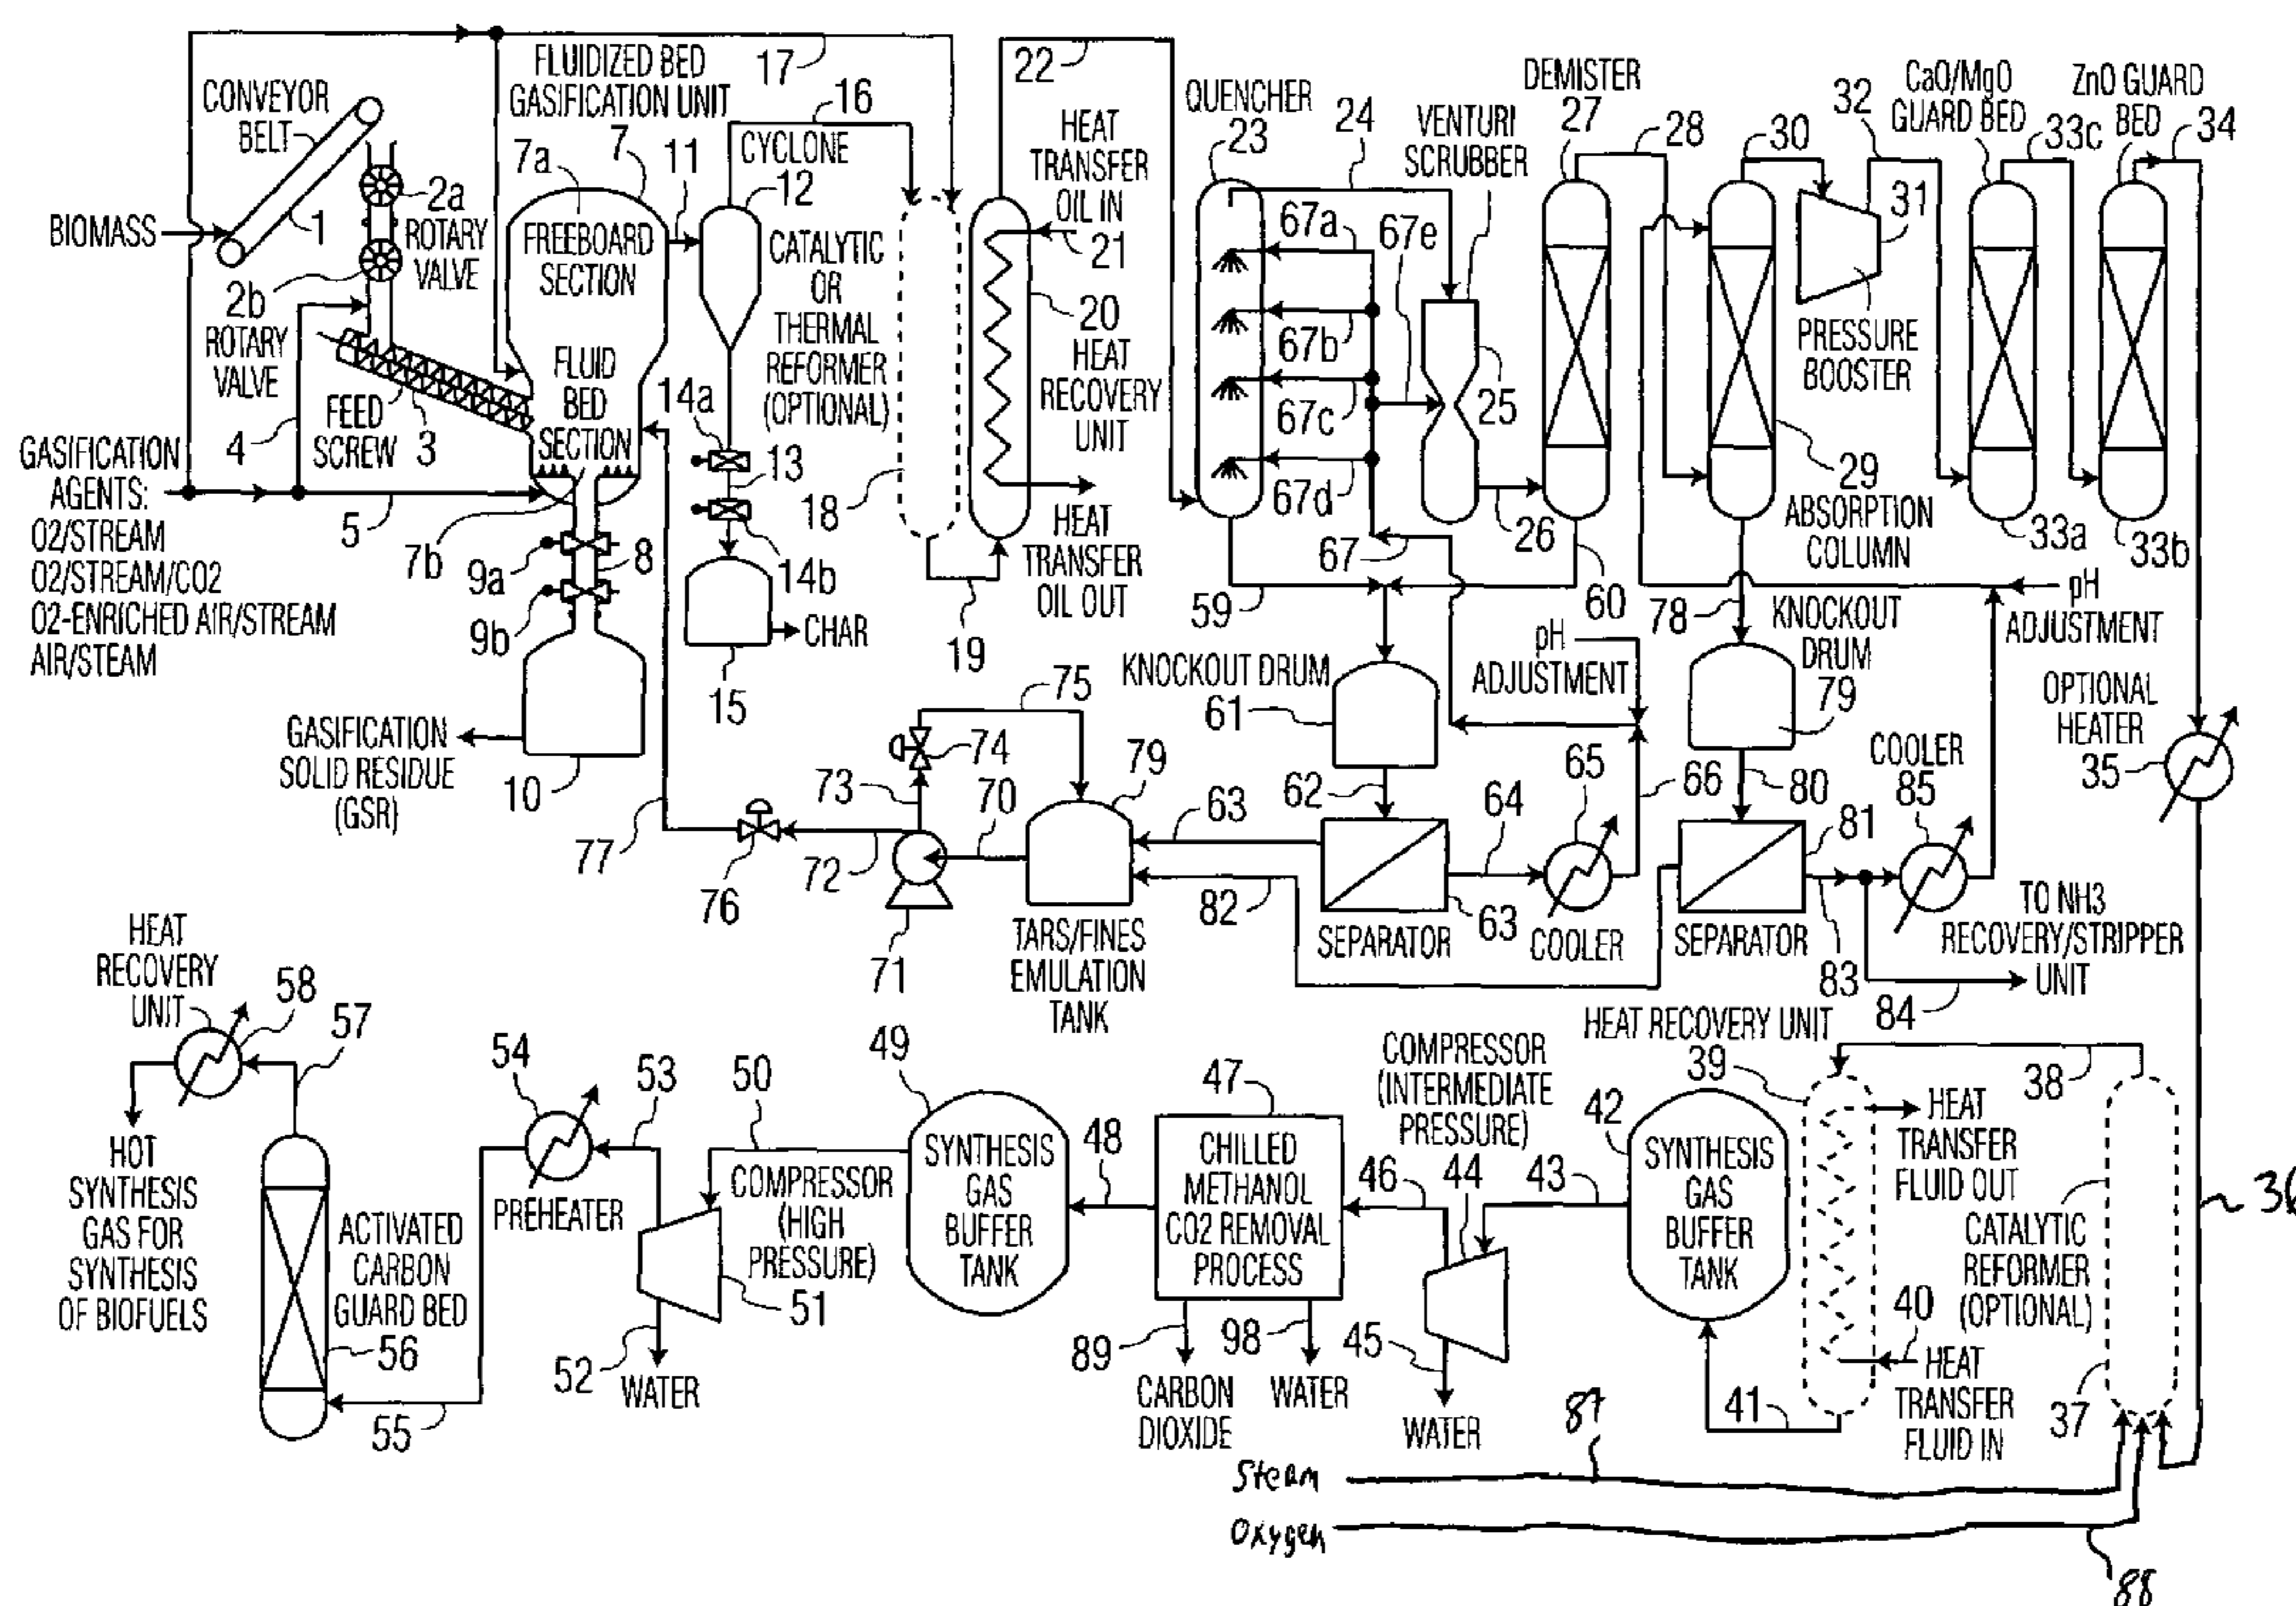 CONVEYOR
BELT
BIOMASS
1
2a
ROTARY
VALVE
2b
ROTARY
VALVE
4
FEED
SCREW
3
GASIFICATION
AGENTS:
O2/STREAM
O2/STREAM/CO2
O2-ENRICHED AIR/STREAM
AIR/STEAM
5
FLUIDIZED BED
GASIFICATION UNIT
7
7a
FREEBOARD
SECTION
FLUID
BED
SECTION
7b
8
9a
9b
10
GASIFICATION
SOLID RESIDUE
(GSR)
11
CYCLONE
12
14a
13
14b
CHAR
15
16
17
CATALYTIC
OR
THERMAL
REFORMER
(OPTIONAL)
18
19
22
HEAT
TRANSFER
OIL IN
21
20
HEAT
RECOVERY
UNIT
HEAT
TRANSFER
OIL OUT
QUENCHER
23
24
67a
67b
67c
67d
67e
67
VENTURI
SCRUBBER
25
26
DEMISTER
27
28
30
29
ABSORPTION
COLUMN
31
PRESSURE
BOOSTER
32
CaO/MgO
GUARD BED
33c
33a
ZnO GUARD
BED
34
33b
59
60
78
pH
ADJUSTMENT
pH
ADJUSTMENT
KNOCKOUT DRUM
61
KNOCKOUT
DRUM
79
OPTIONAL
HEATER
35
75
74
73
70
79
62
63
64
65
66
80
81
COOLER
85
77
76
72
71
TARS/FINES
EMULATION
TANK
82
SEPARATOR
63
COOLER
SEPARATOR
83
84
TO NH3
RECOVERY/STRIPPER
UNIT
HEAT
RECOVERY
UNIT
58
57
HOT
SYNTHESIS
GAS FOR
SYNTHESIS
OF BIOFUELS
ACTIVATED
CARBON
GUARD BED
56
55
54
PREHEATER
53
52
WATER
50
COMPRESSOR
(HIGH
PRESSURE)
51
49
SYNTHESIS
GAS
BUFFER
TANK
48
47
CHILLED
METHANOL
CO2 REMOVAL
PROCESS
89
CARBON
DIOXIDE
98
WATER
COMPRESSOR
(INTERMEDIATE
PRESSURE)
46
44
45
WATER
43
42
SYNTHESIS
GAS
BUFFER
TANK
41
HEAT RECOVERY UNIT
39
HEAT
TRANSFER
FLUID OUT
40
HEAT
TRANSFER
FLUID IN
38
CATALYTIC
REFORMER
(OPTIONAL)
37
36
Steam
87
Oxygen
88